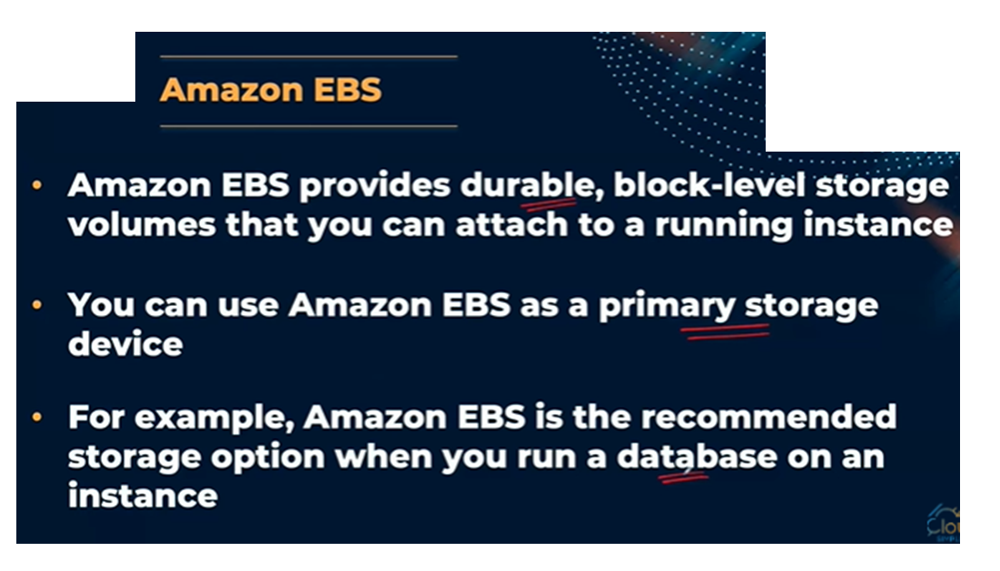 Amazon EBS
• Amazon EBS provides durable, block-level storage
volumes that you can attach to a running instance
• You can use Amazon EBS as a primary storage
device
• For example, Amazon EBS is the recommended
storage option when you run a database on an
instance